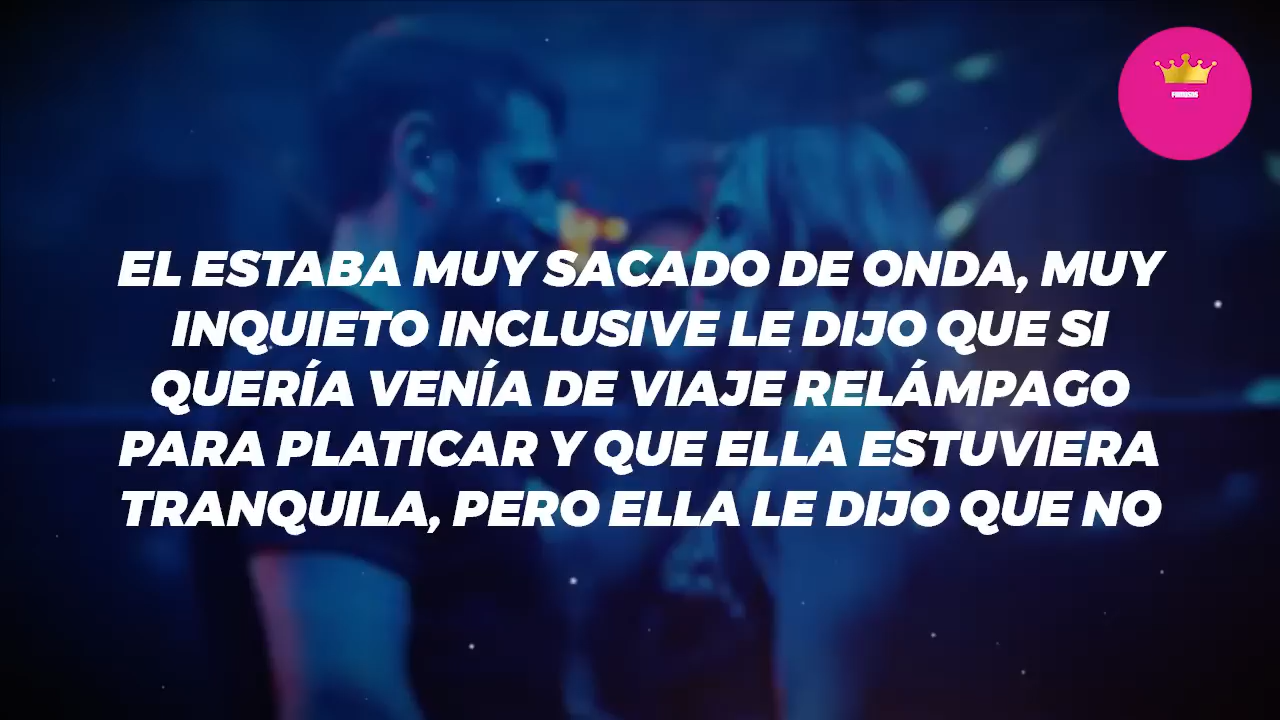 FAMOSOS
EL ESTABA MUY SACADO DE ONDA, MUY
INQUIETO INCLUSIVE LE DIJO QUE SI
QUERÍA VENÍA DE VIAJE RELÁMPAGO
PARA PLATICAR Y QUE ELLA ESTUVIERA
TRANQUILA, PERO ELLA LE DIJO QUE NO